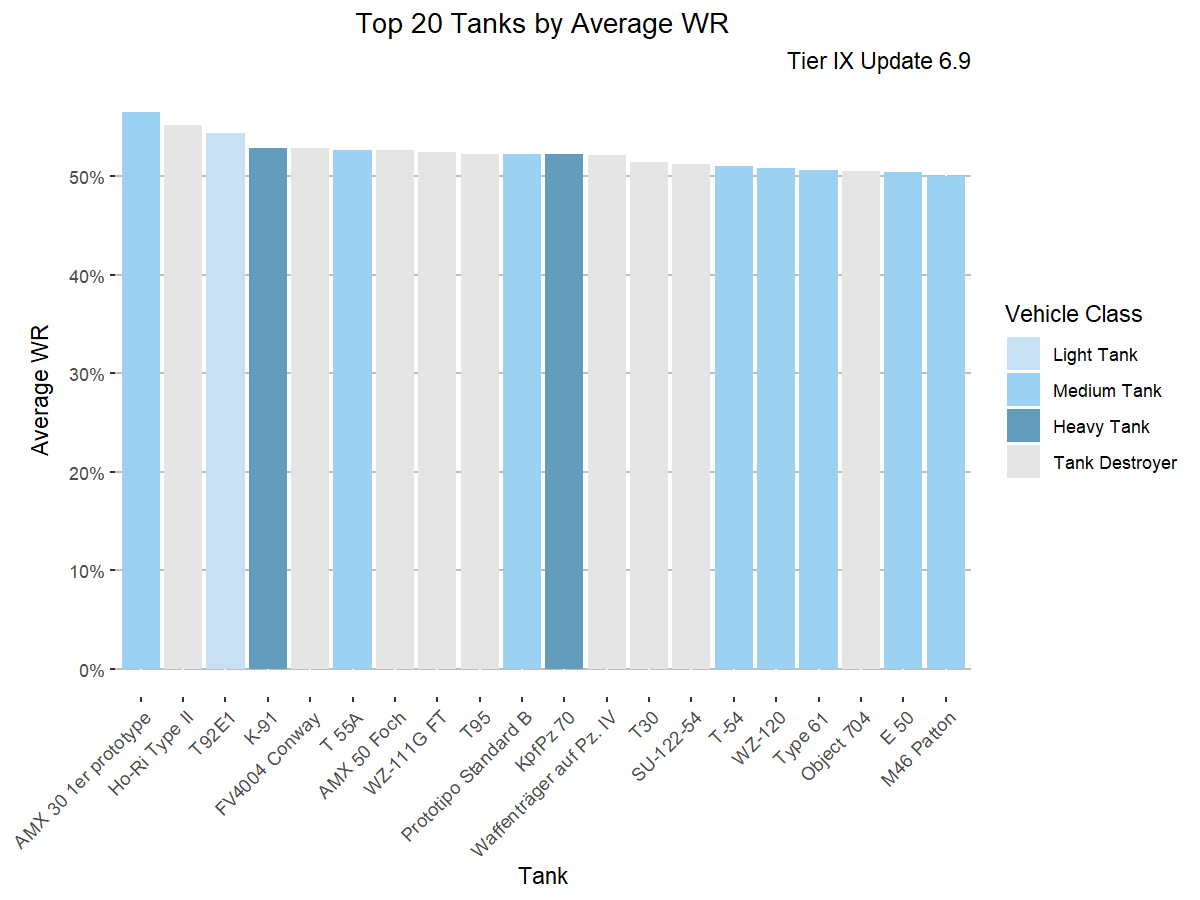 Top 20 Tanks by Average WR
Tier IX Update 6.9
Average WR
50%
40%
30%
20%
10%
0%
AMX 30 1er prototype
Ho-Ri Type II
T92E1
K-91
FV4004 Conway
T 55A
AMX 50 Foch
WZ-111G FT
T95
Prototipo Standard B
KpfPz 70
Waffenträger auf Pz. IV
T30
SU-122-54
T-54
WZ-120
Type 61
Object 704
E 50
M46 Patton
Tank
Vehicle Class
Light Tank
Medium Tank
Heavy Tank
Tank Destroyer